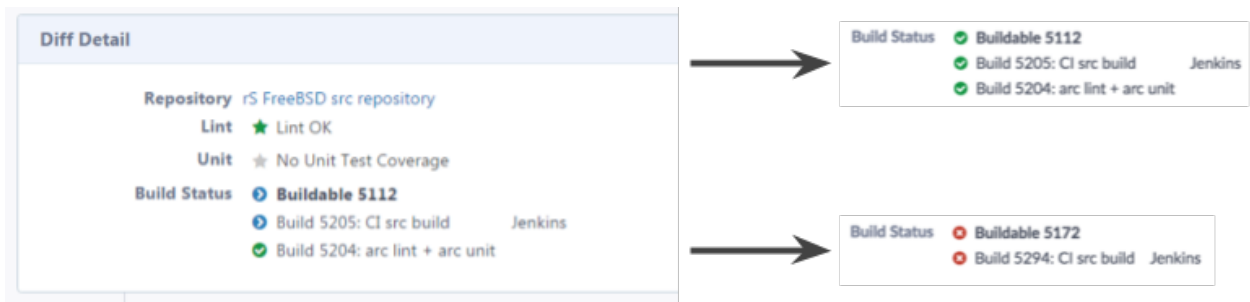 Diff Detail
Repository rS FreeBSD src repository
Lint Lint OK
Unit No Unit Test Coverage
Build Status Buildable 5112
Build 5205: CI src build Jenkins
Build 5204: arc lint + arc unit
Build Status Buildable 5112
Build 5205: CI src build Jenkins
Build 5204: arc lint + arc unit
Build Status Buildable 5172
Build 5294: CI src build Jenkins